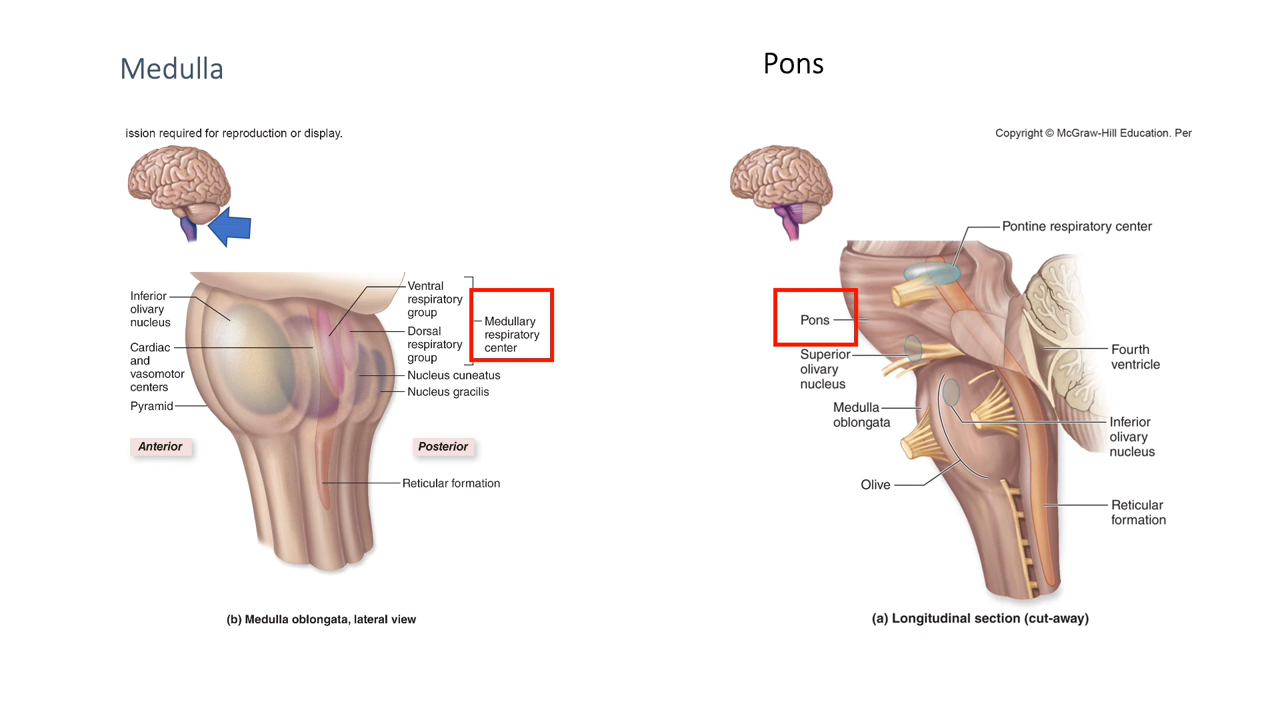 Medulla
ission required for reproduction or display.
Inferior
olivary
nucleus
Cardiac
and
vasomotor
centers
Pyramid
Anterior
Ventral
respiratory
group
Dorsal
respiratory
group
Medullary
respiratory
center
Nucleus cuneatus
Nucleus gracilis
Posterior
Reticular formation
(b) Medulla oblongata, lateral view
Pons
Copyright © McGraw-Hill Education. Per
Pontine respiratory center
Pons
Superior
olivary
nucleus
Medulla
oblongata
Olive
Fourth
ventricle
Inferior
olivary
nucleus
Reticular
formation
(a) Longitudinal section (cut-away)